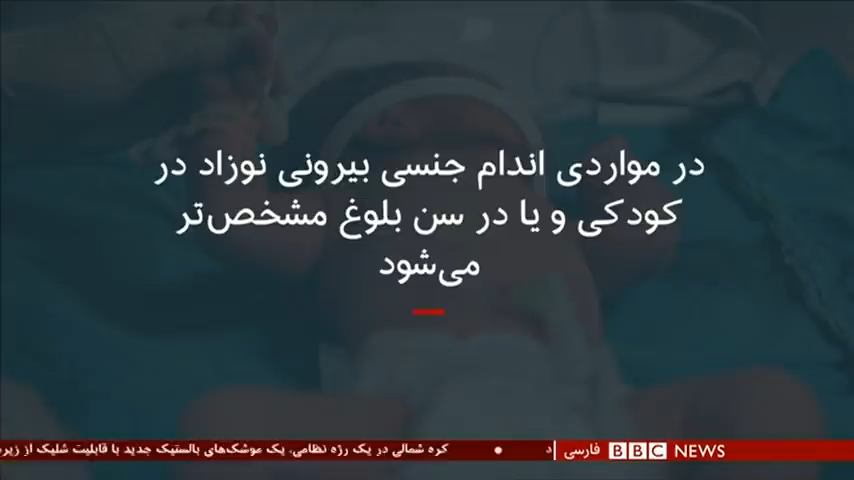 در مواردی اندام جنسی بیرونی نوزاد در
کودکی و یا در سن بلوغ مشخص‌تر
می‌شود
BBC NEWS فارسی
د • کره شمالی در یک رژه نظامی، یک موشک‌های بالستیک جدید با قابلیت شلیک از